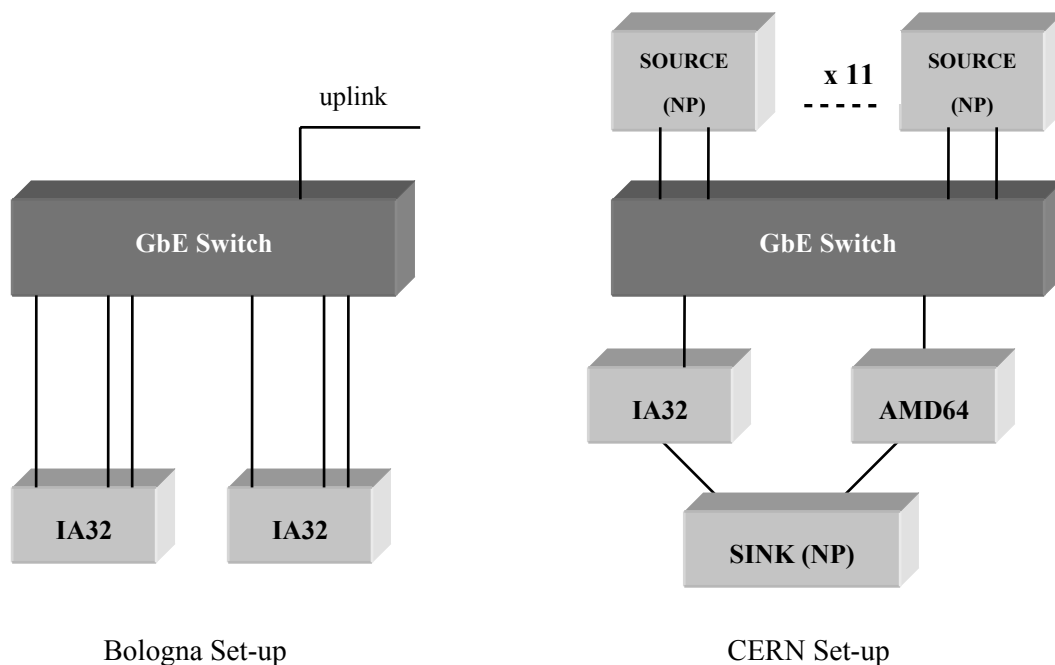 uplink
GbE Switch
IA32
IA32
Bologna Set-up
SOURCE
(NP)
x 11
SOURCE
(NP)
GbE Switch
IA32
AMD64
SINK (NP)
CERN Set-up